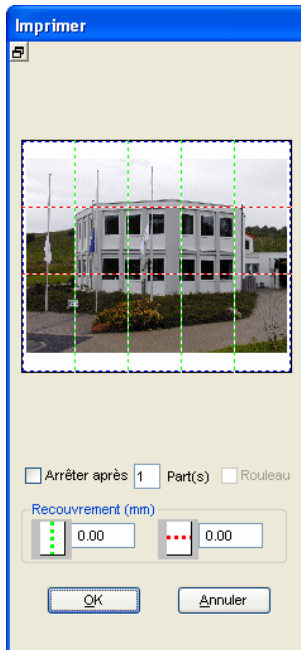 Imprimer
Arrêter après 1 Part(s) Rouleau
Recouvrement (mm)
0.00 0.00
OK Annuler